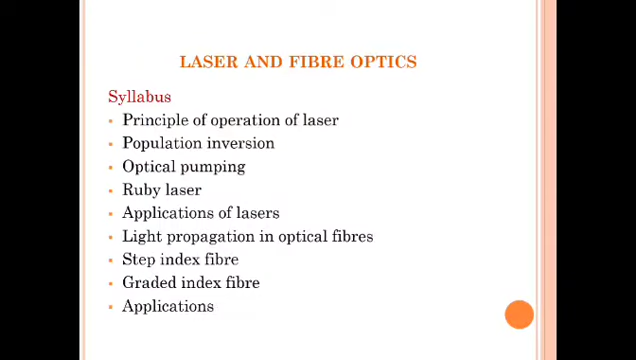 LASER AND FIBRE OPTICS
Syllabus
Principle of operation of laser
Population inversion
Optical pumping
Ruby laser
Applications of lasers
Light propagation in optical fibres
Step index fibre
Graded index fibre
Applications